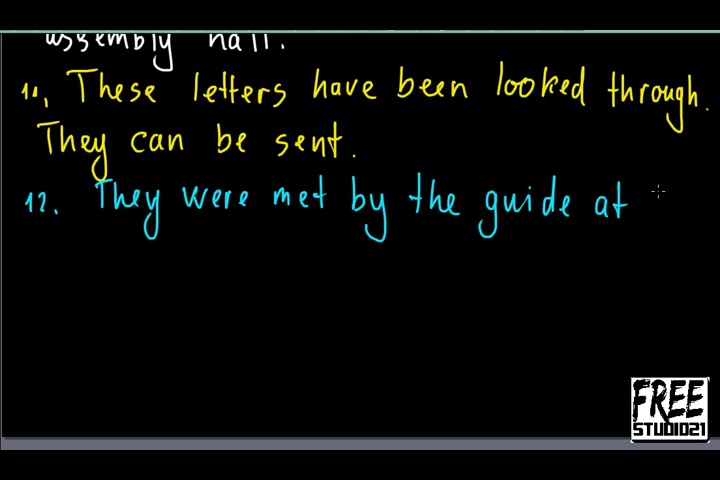 assembly hall.
11. These letters have been looked through.
They can be sent.
12. They were met by the guide at
FREE
STUDIO21